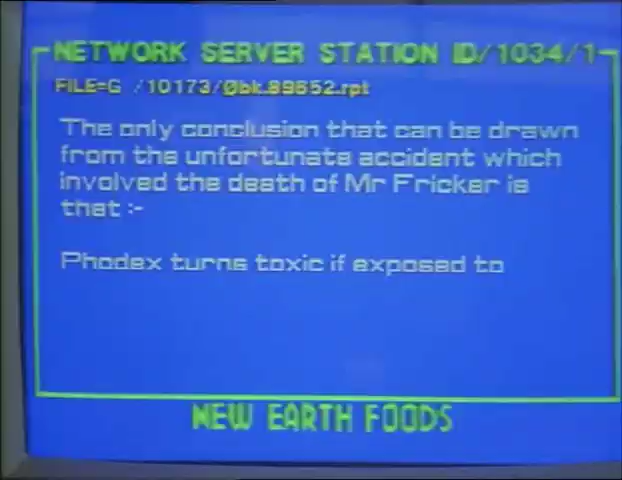 NETWORK SERVER STATION ID/1034/1
FILE=G /10173/0bk.89652.rpt
The only conclusion that can be drawn
from the unfortunate accident which
involved the death of Mr Fricker is
that :-
Phodex turns toxic if exposed to
NEW EARTH FOODS